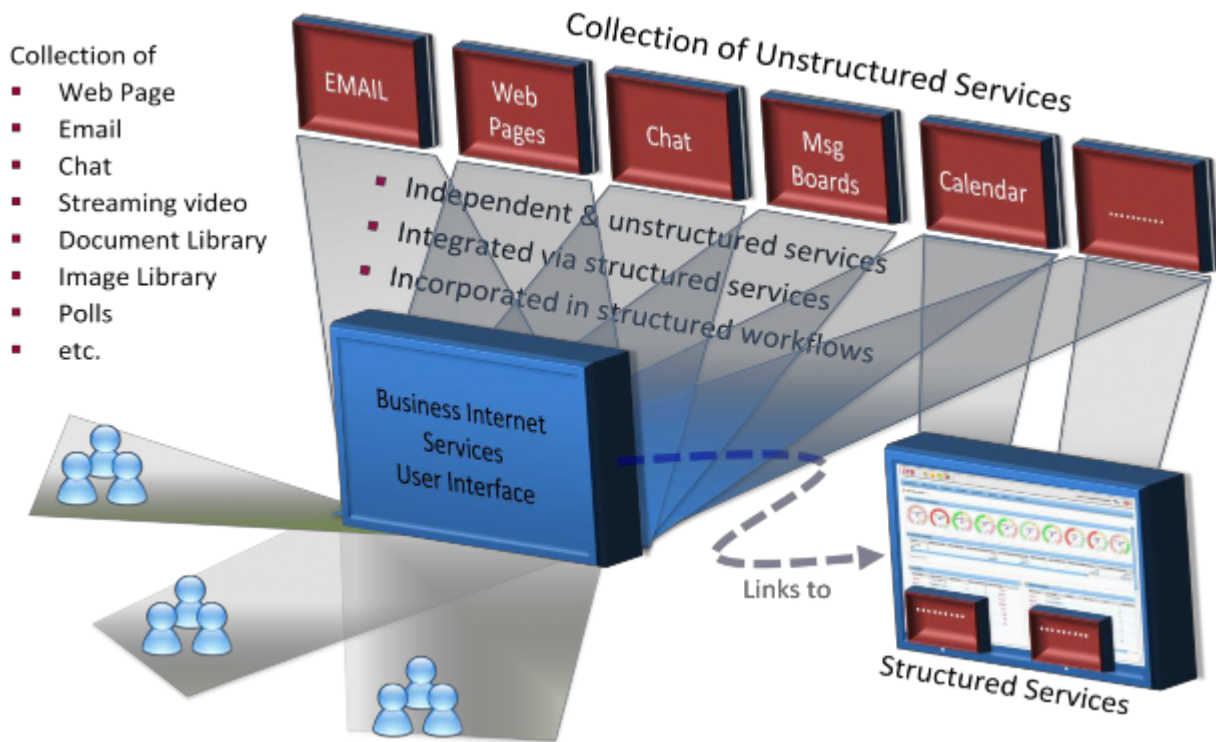 Collection of
Web Page
Email
Chat
Streaming video
Document Library
Image Library
Polls
etc.
Collection of Unstructured Services
EMAIL
Web
Pages
Chat
Msg
Boards
Calendar
..........
Independent & unstructured services
Integrated via structured services
Incorporated in structured workflows
Business Internet
Services
User Interface
Links to
.........
.........
Structured Services